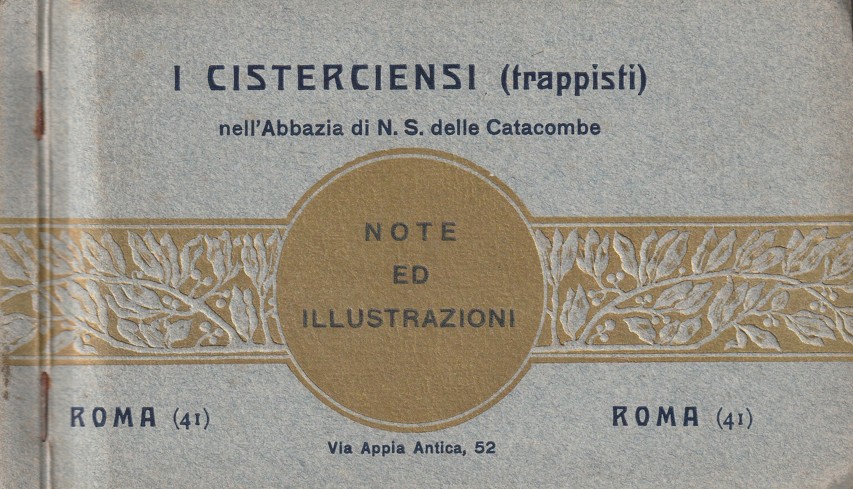 I CISTERCIENSI (trappisti)
nell'Abbazia di N. S. delle Catacombe
NOTE
ED
ILLUSTRAZIONI
ROMA (41)
ROMA (41)
Via Appia Antica, 52